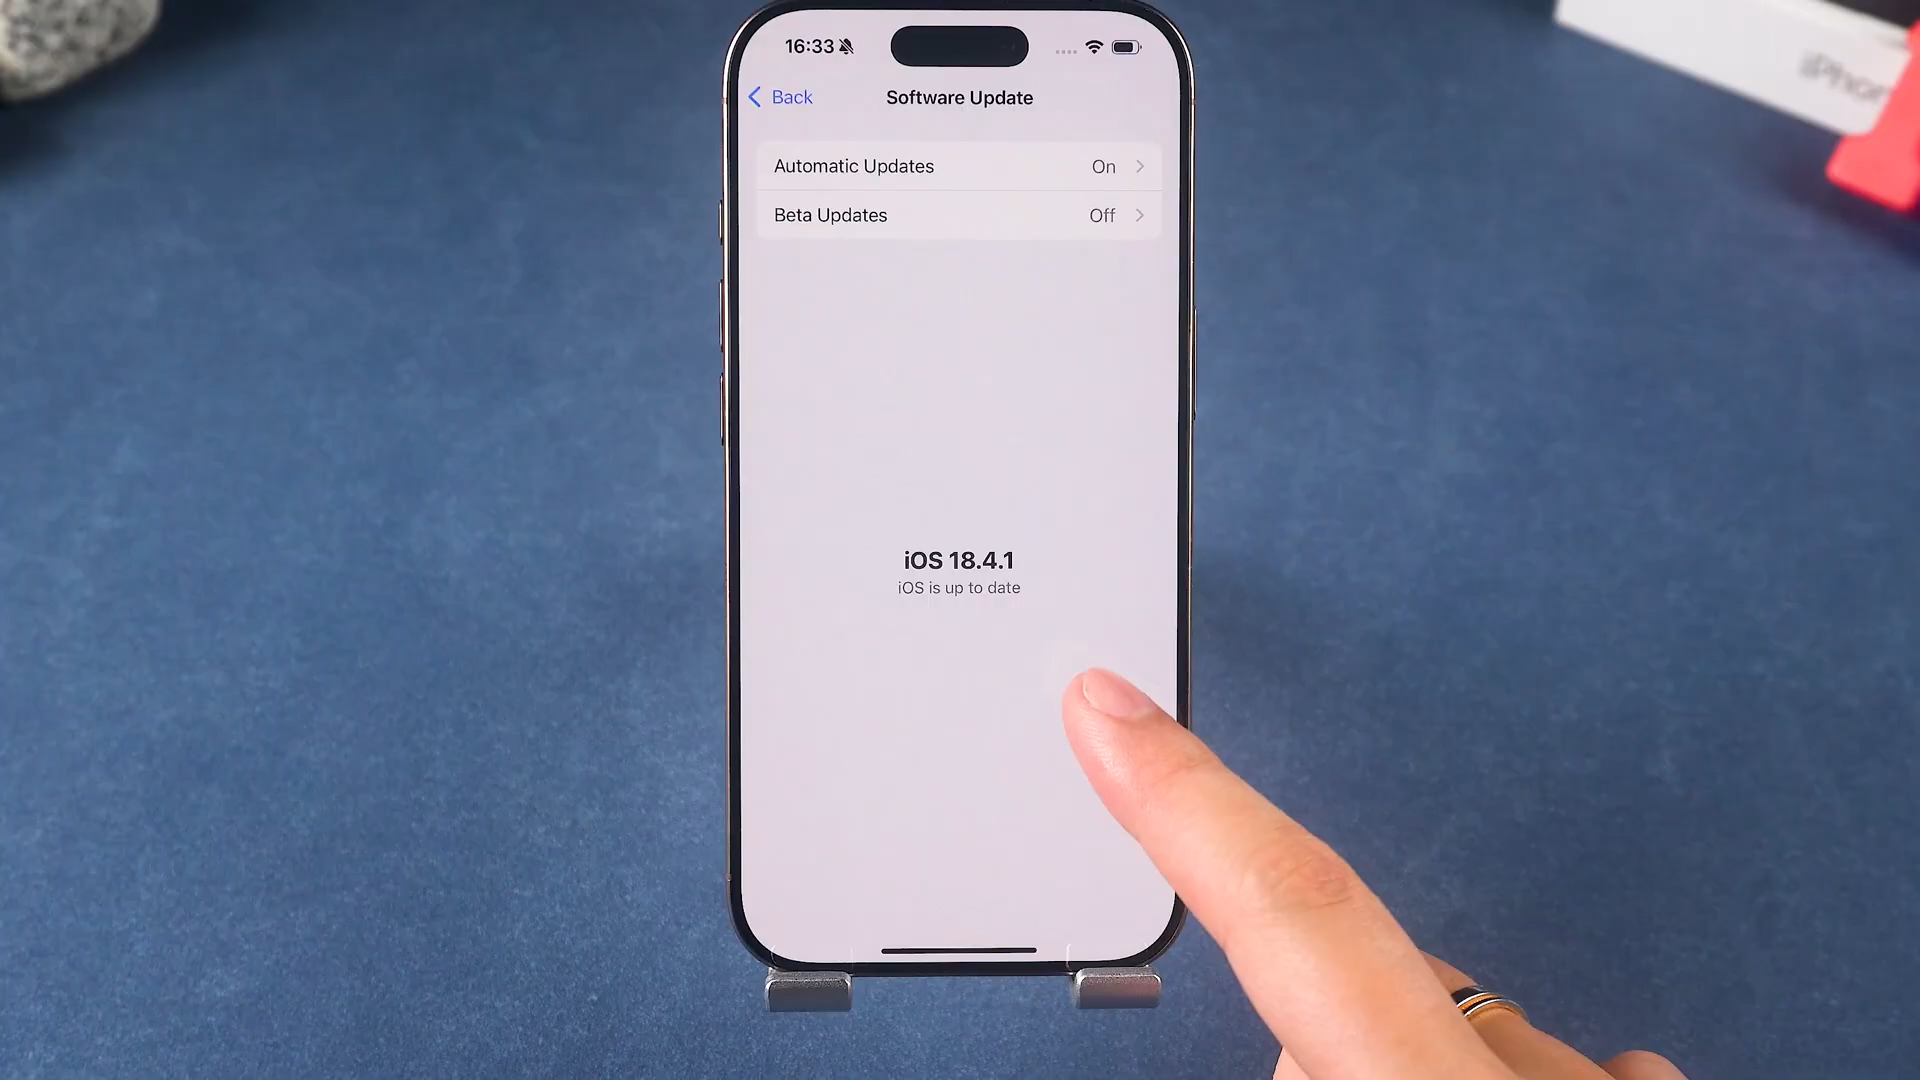 16:33
Back
Software Update
Automatic Updates On
Beta Updates Off
iOS 18.4.1
iOS is up to date
iPhon